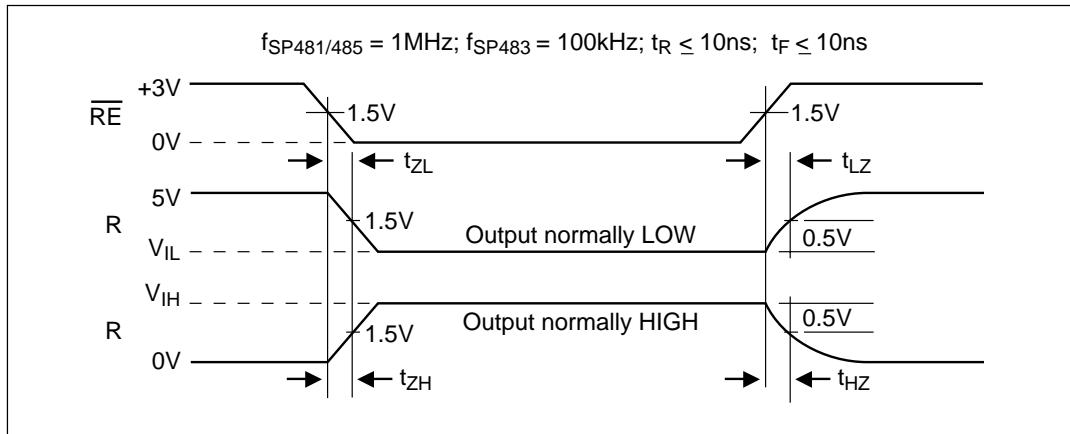 fSP481/485 = 1MHz; fSP483 = 100kHz; tR ≤ 10ns; tF ≤ 10ns
+3V
RE
1.5V
1.5V
0V
tZL
tLZ
5V
R
1.5V
Output normally LOW
0.5V
VIL
VIH
R
1.5V
Output normally HIGH
0.5V
0V
tZH
tHZ